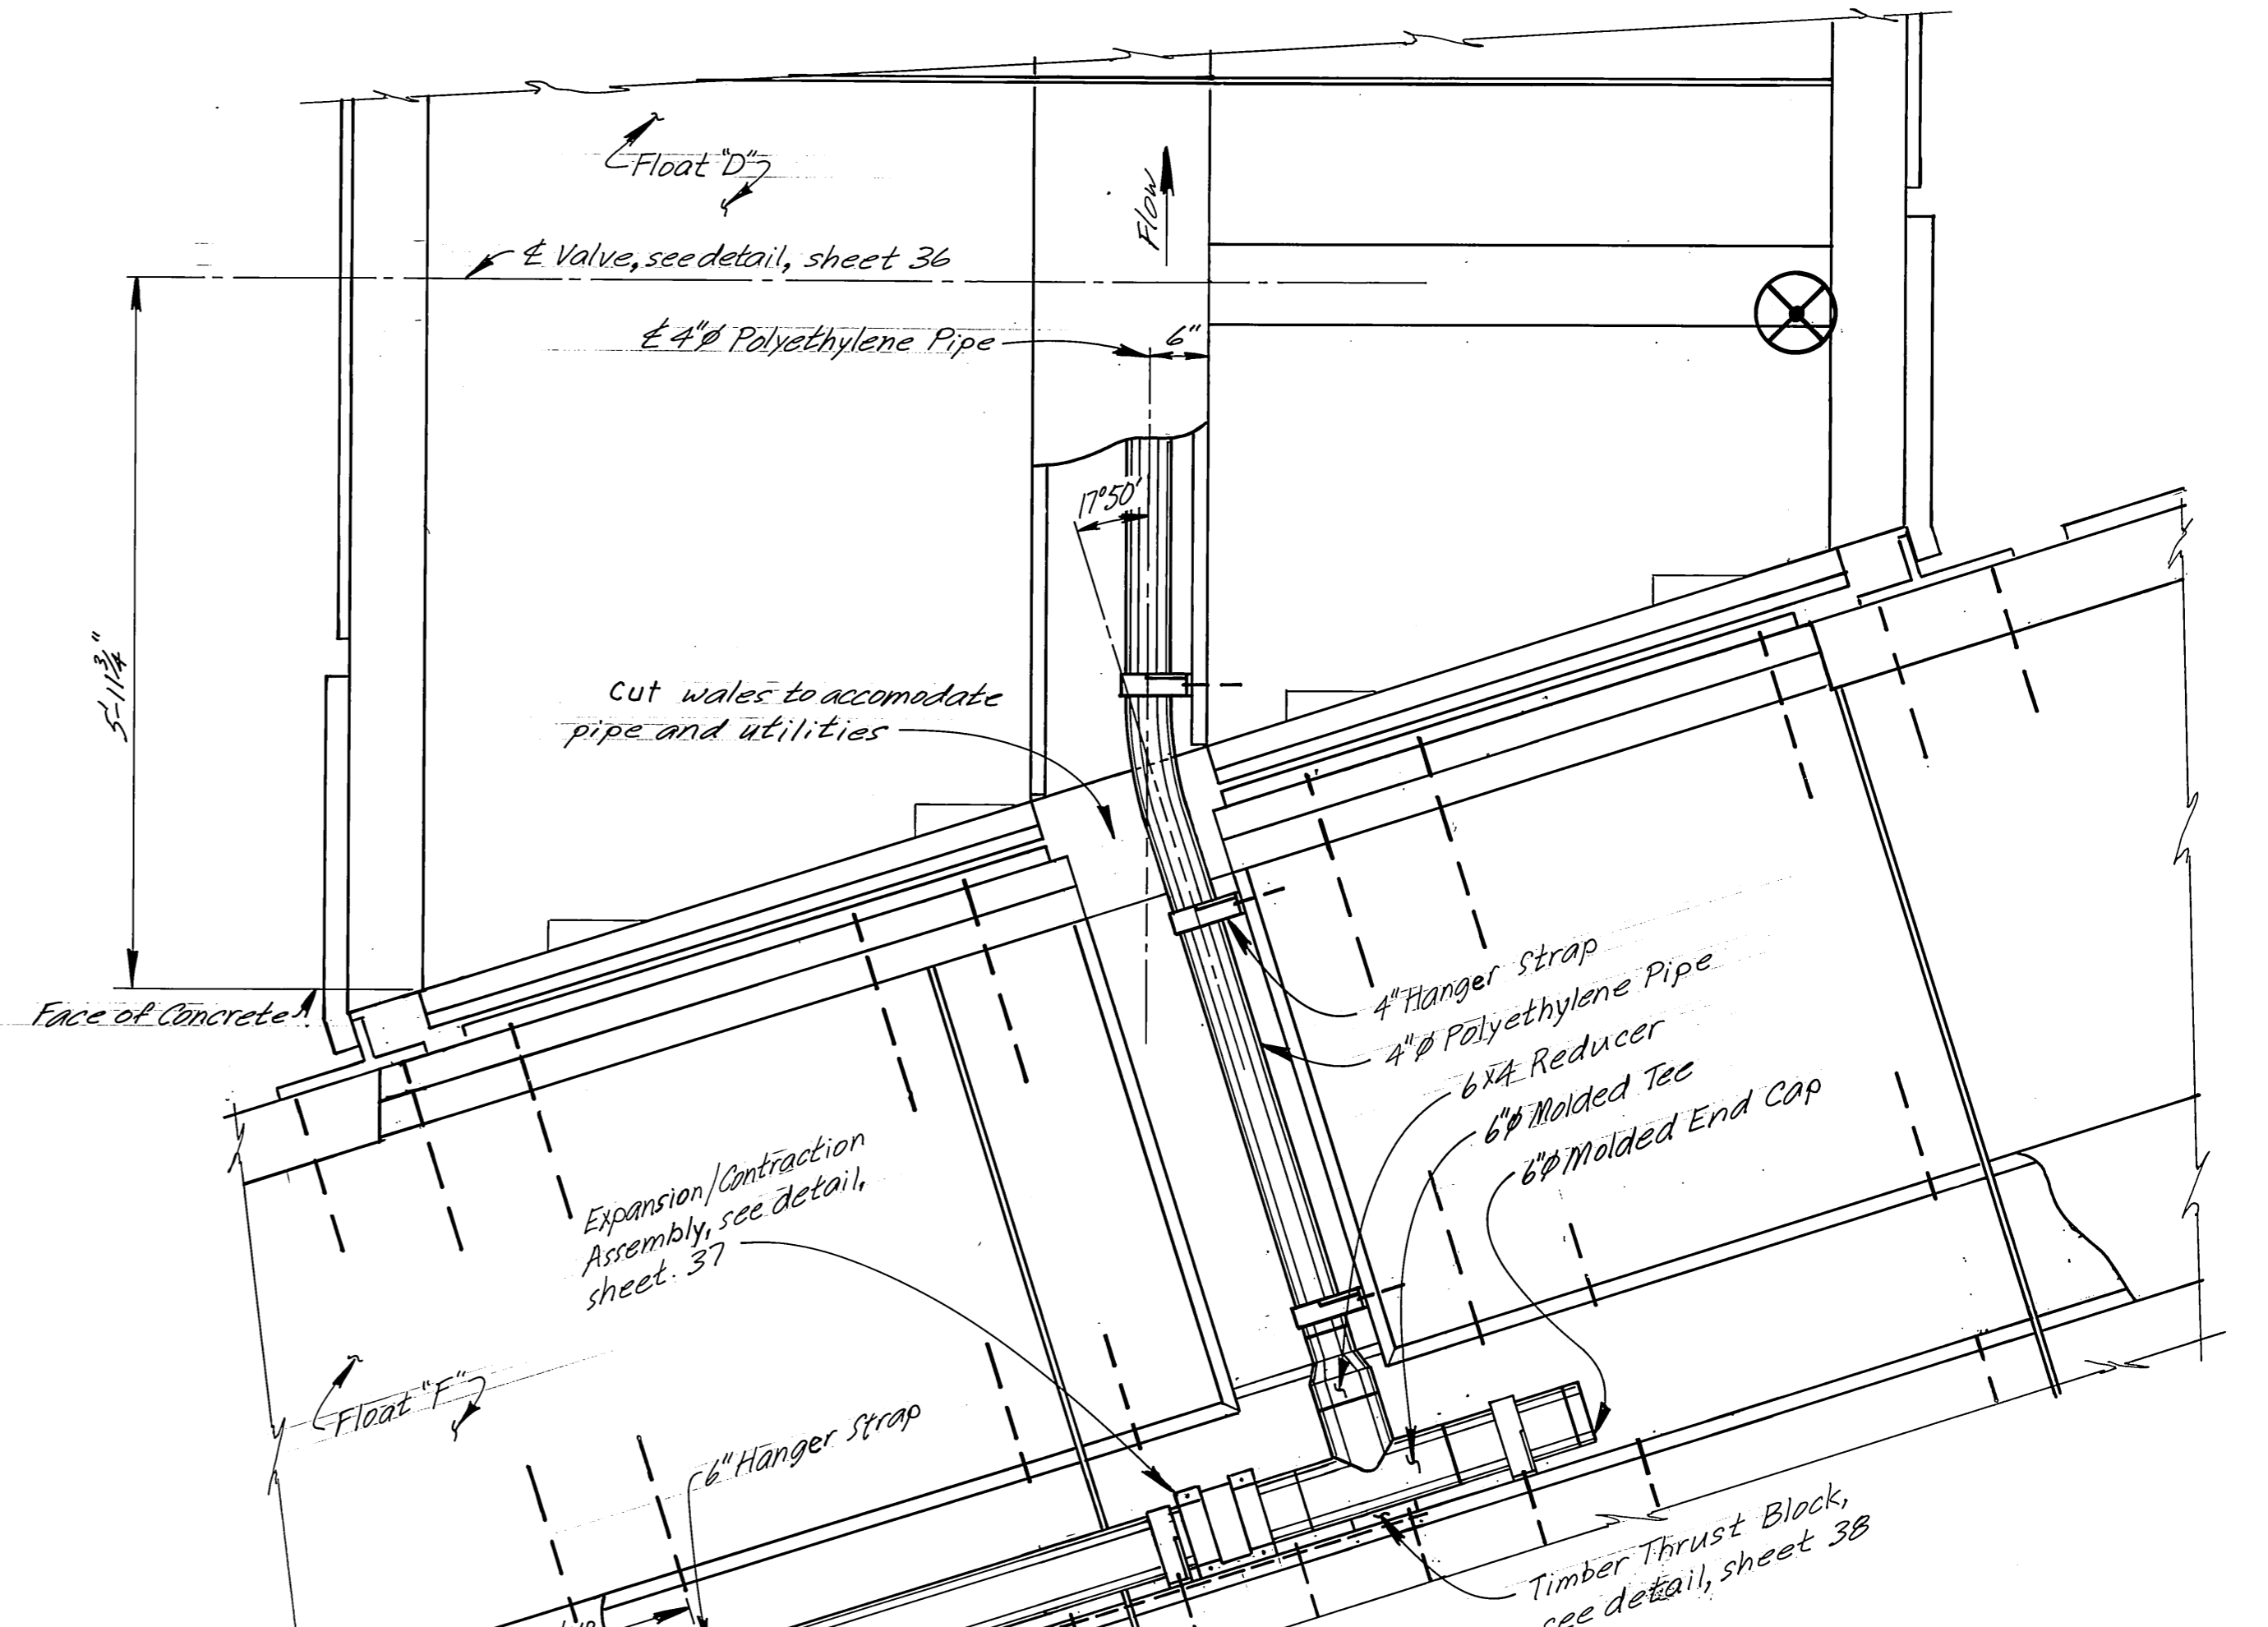 Float "D"
Flow
℄ Valve, see detail, sheet 36
℄ 4"ø Polyethylene Pipe
6"
17°50'
5'-11 3/4"
Cut wales to accomodate
pipe and utilities
Face of Concrete
4" Hanger Strap
4"ø Polyethylene Pipe
6x4 Reducer
6"ø Molded Tee
6"ø Molded End Cap
Expansion/Contraction
Assembly, see detail,
sheet. 37
Float "F"
6" Hanger Strap
Timber Thrust Block,
see detail, sheet 38